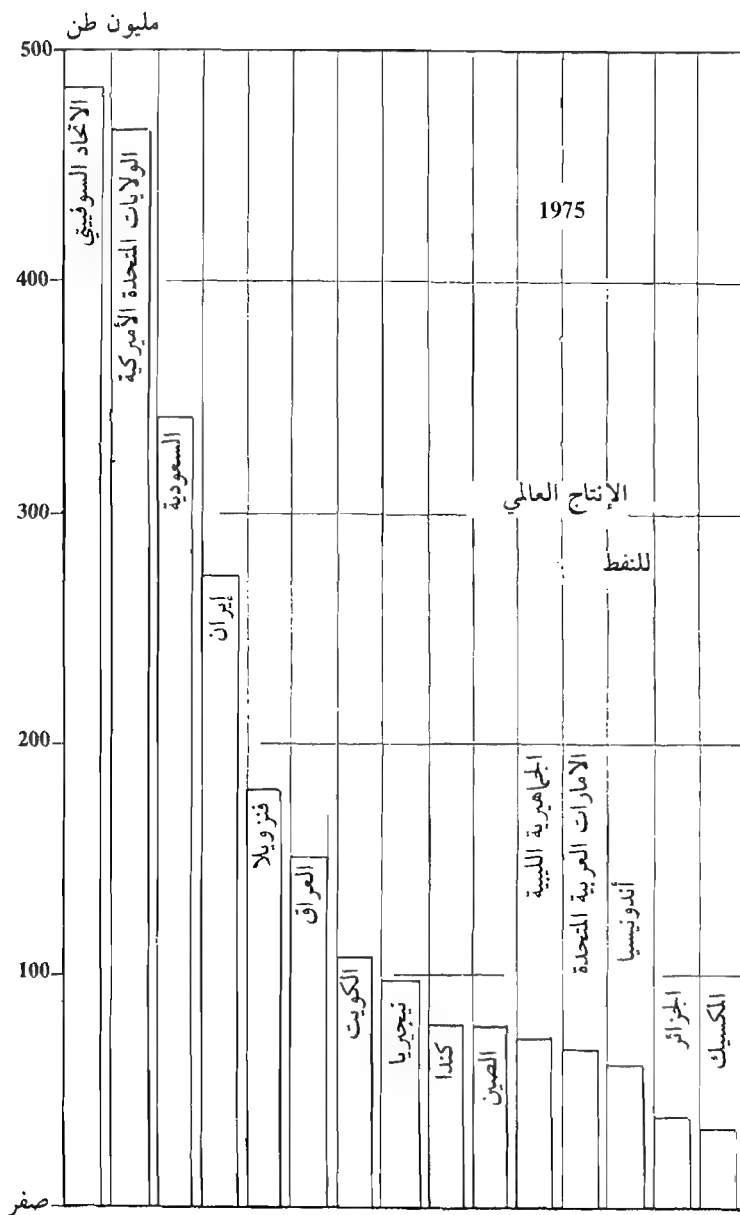 مليون طن
500
400
300
200
100
صفر
1975
الإنتاج العالمي
للنفط
الاتحاد السوفييتي
الولايات المتحدة الأميركية
السعودية
إيران
فنزويلا
العراق
الكويت
نيجيريا
كندا
الصين
الجماهيرية الليبية
الامارات العربية المتحدة
أندونيسيا
الجزائر
المكسيك